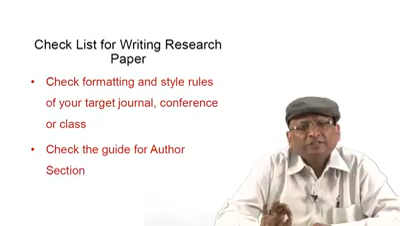 Check List for Writing Research
Paper
• Check formatting and style rules
of your target journal, conference
or class
• Check the guide for Author
Section